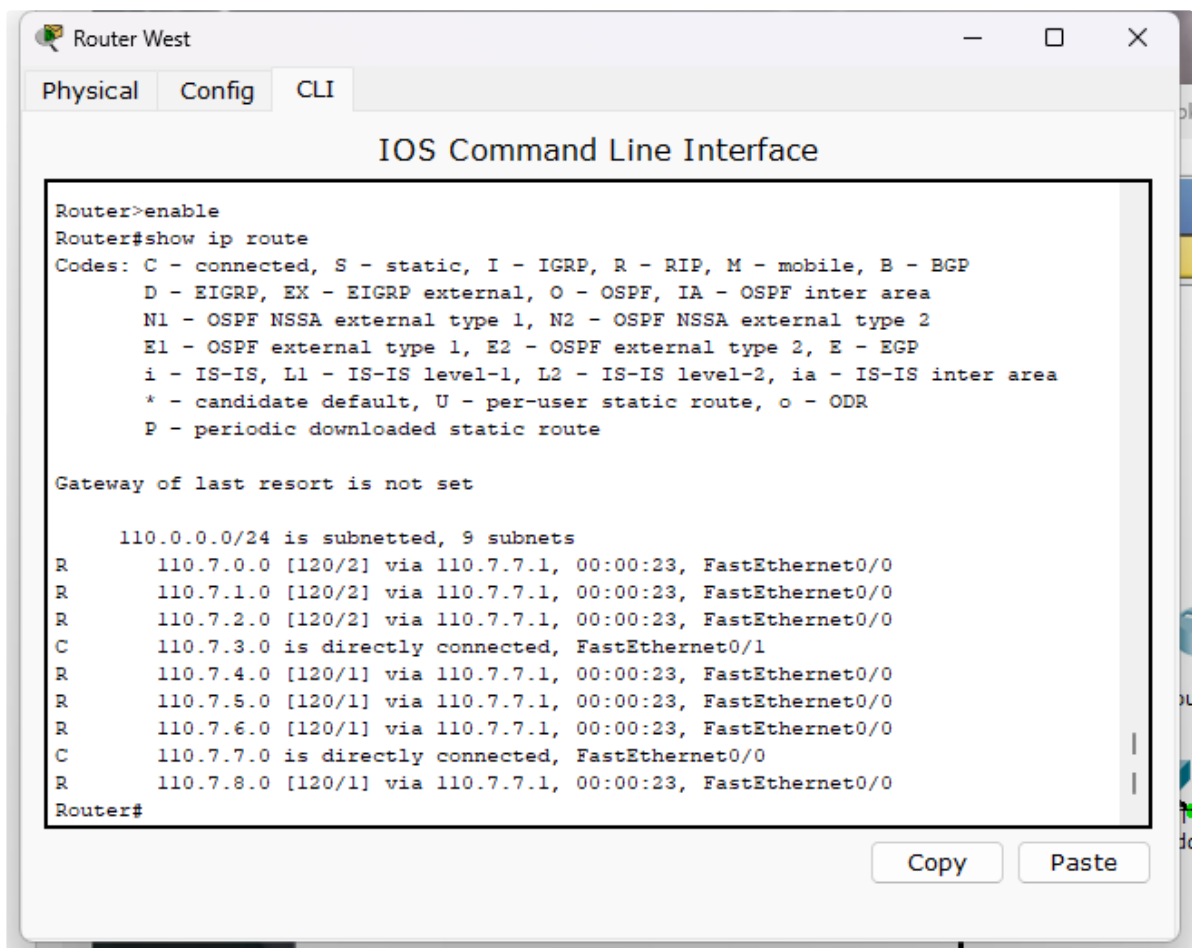 Router West
Physical Config CLI
IOS Command Line Interface
Router>enable
Router#show ip route
Codes: C - connected, S - static, I - IGRP, R - RIP, M - mobile, B - BGP
D - EIGRP, EX - EIGRP external, O - OSPF, IA - OSPF inter area
N1 - OSPF NSSA external type 1, N2 - OSPF NSSA external type 2
E1 - OSPF external type 1, E2 - OSPF external type 2, E - EGP
i - IS-IS, L1 - IS-IS level-1, L2 - IS-IS level-2, ia - IS-IS inter area
* - candidate default, U - per-user static route, o - ODR
P - periodic downloaded static route
Gateway of last resort is not set
110.0.0.0/24 is subnetted, 9 subnets
R 110.7.0.0 [120/2] via 110.7.7.1, 00:00:23, FastEthernet0/0
R 110.7.1.0 [120/2] via 110.7.7.1, 00:00:23, FastEthernet0/0
R 110.7.2.0 [120/2] via 110.7.7.1, 00:00:23, FastEthernet0/0
C 110.7.3.0 is directly connected, FastEthernet0/1
R 110.7.4.0 [120/1] via 110.7.7.1, 00:00:23, FastEthernet0/0
R 110.7.5.0 [120/1] via 110.7.7.1, 00:00:23, FastEthernet0/0
R 110.7.6.0 [120/1] via 110.7.7.1, 00:00:23, FastEthernet0/0
C 110.7.7.0 is directly connected, FastEthernet0/0
R 110.7.8.0 [120/1] via 110.7.7.1, 00:00:23, FastEthernet0/0
Router#
Copy Paste